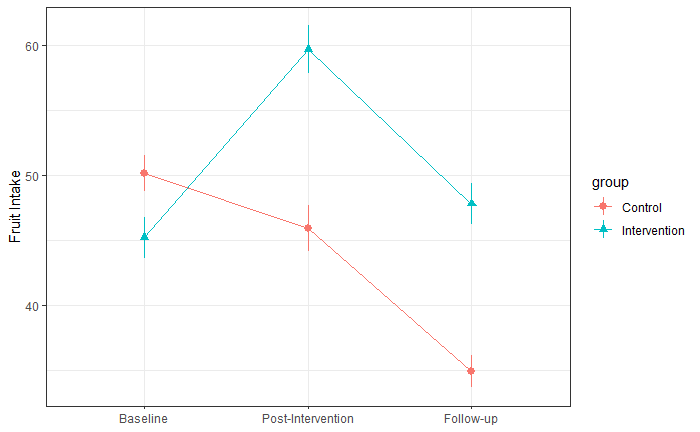 60
50
40
Fruit Intake
Baseline
Post-Intervention
Follow-up
group
Control
Intervention